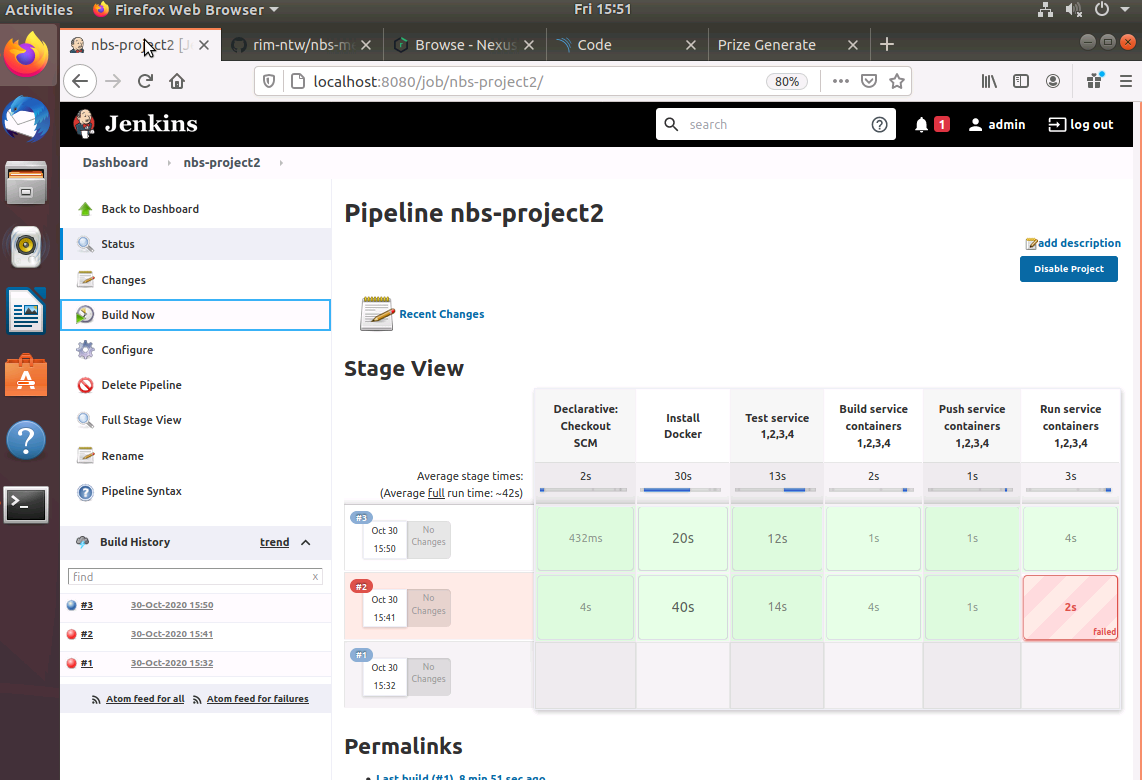 Activities Firefox Web Browser Fri 15:51
nbs-project2 [Je rim-ntw/nbs-m Browse - Nexus Code Prize Generate
localhost:8080/job/nbs-project2/ 80%
Jenkins search 1 admin log out
Dashboard nbs-project2
Back to Dashboard
Status
Changes
Build Now
Configure
Delete Pipeline
Full Stage View
Rename
Pipeline Syntax
Build History trend
find x
#3 30-Oct-2020 15:50
#2 30-Oct-2020 15:41
#1 30-Oct-2020 15:32
Atom feed for all Atom feed for failures
Pipeline nbs-project2
add description
Disable Project
Recent Changes
Stage View
Declarative: Checkout SCM
Install Docker
Test service 1,2,3,4
Build service containers 1,2,3,4
Push service containers 1,2,3,4
Run service containers 1,2,3,4
Average stage times: 2s 30s 13s 2s 1s 3s
(Average full run time: ~42s)
#3
Oct 30 15:50 No Changes 432ms 20s 12s 1s 1s 4s
#2
Oct 30 15:41 No Changes 4s 40s 14s 4s 1s 2s
failed
#1
Oct 30 15:32 No Changes
Permalinks
Last build (#1), 8 min 51 sec ago